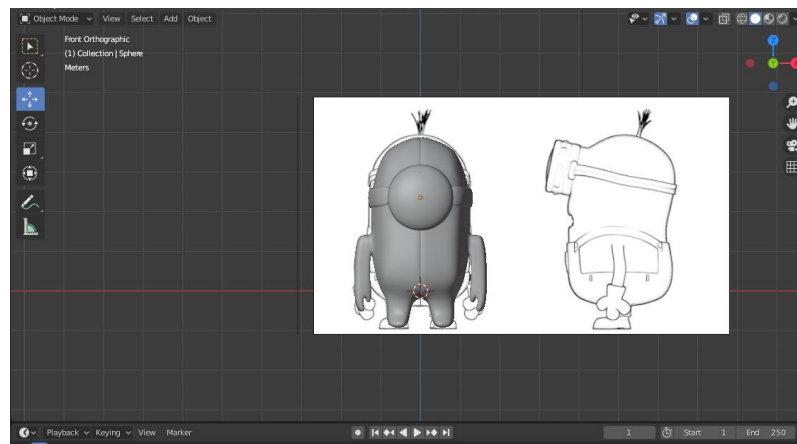 Object Mode View Select Add Object
Front Orthographic
(1) Collection | Sphere
Meters
Z
Y
Playback Keying View Marker 1 Start 1 End 250